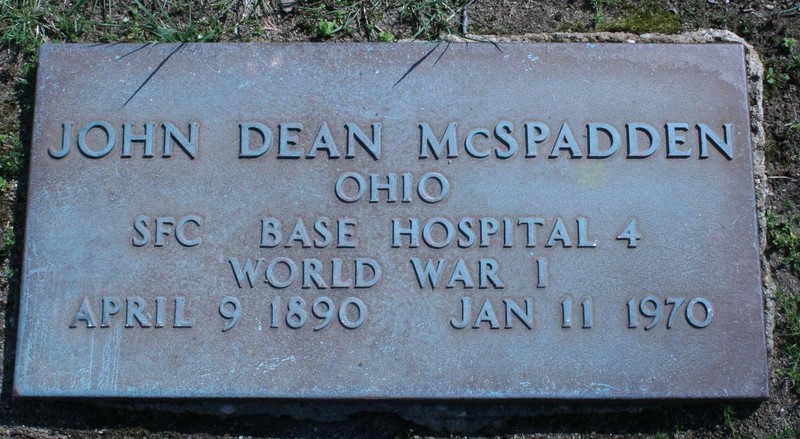 JOHN DEAN McSPADDEN
OHIO
SFC BASE HOSPITAL 4
WORLD WAR I
APRIL 9 1890 JAN 11 1970